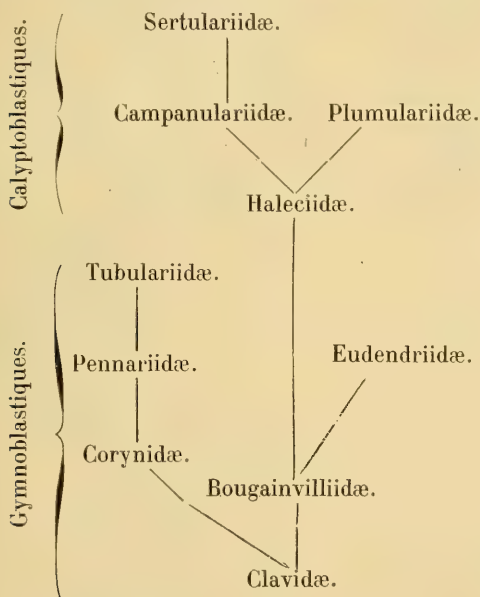 Calyptoblastiques.
Sertulariidæ.
Campanulariidæ. Plumulariidæ.
Haleciidæ.
Gymnoblastiques.
Tubulariidæ.
Pennariidæ. Eudendriidæ.
Corynidæ.
Bougainvilliidæ.
Clavidæ.